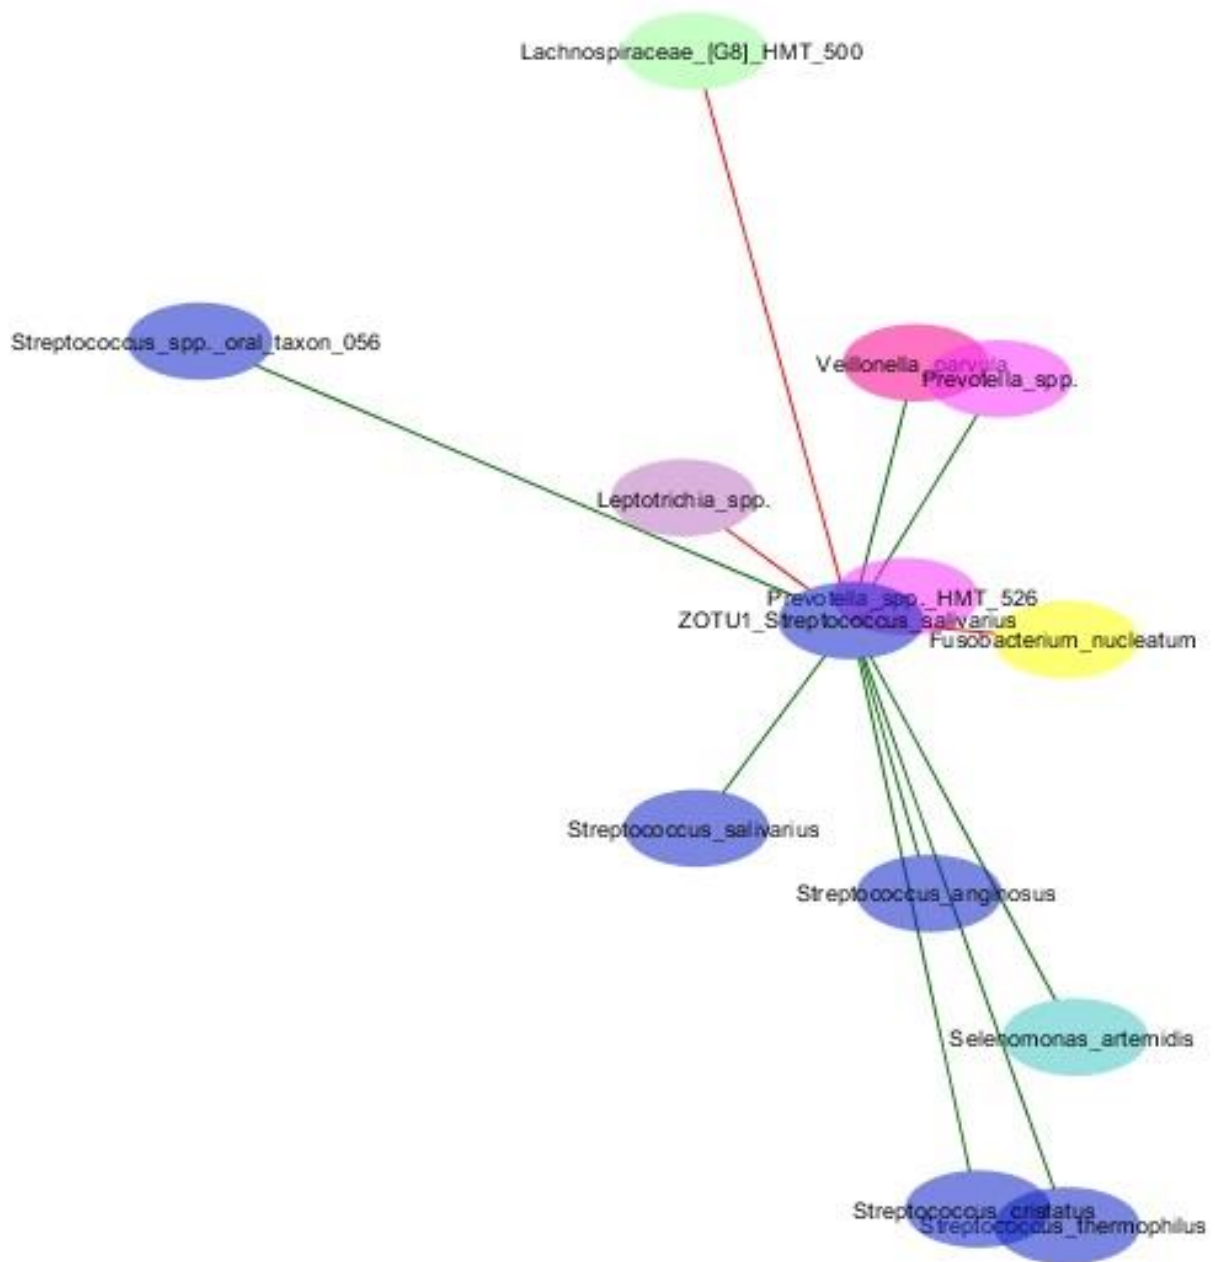 Lachnospiraceae_[G8]_HMT_500
Streptococcus_spp._oral_taxon_056
Veillonella_parvula
Prevotella_spp.
Leptotrichia_spp.
Prevotella_spp._HMT_526
ZOTU1_Streptococcus_salivarius
Fusobacterium_nucleatum
Streptococcus_salivarius
Streptococcus_anginosus
Selenomonas_artemidis
Streptococcus_cristatus
Streptococcus_thermophilus